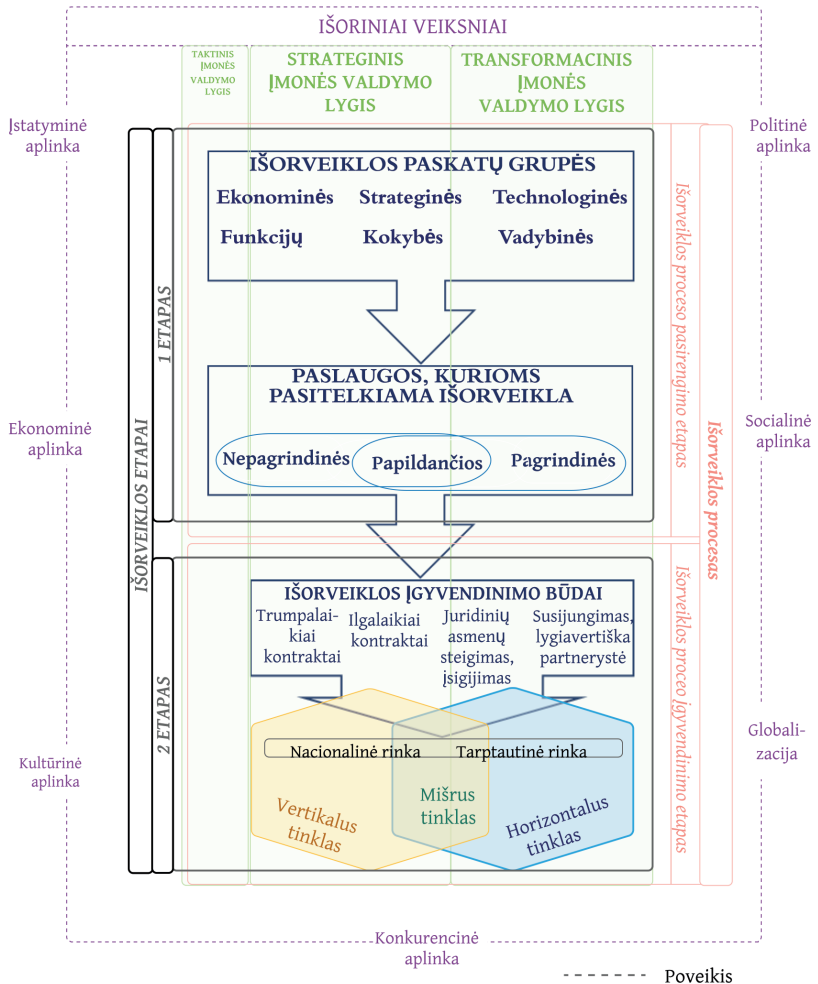 IŠORINIAI VEIKSNIAI
TAKTINIS
ĮMONĖS
VALDYMO
LYGIS
STRATEGINIS
ĮMONĖS VALDYMO
LYGIS
TRANSFORMACINIS
ĮMONĖS
VALDYMO LYGIS
Įstatyminė
aplinka
Politinė
aplinka
IŠORVEIKLOS PASKATŲ GRUPĖS
Ekonominės Strateginės Technologinės
Funkcijų Kokybės Vadybinės
1 ETAPAS
Išorveiklos proceso pasirengimo etapas
PASLAUGOS, KURIOMS
PASITELKIAMA IŠORVEIKLA
Nepagrindinės Papildančios Pagrindinės
Ekonominė
aplinka
Socialinė
aplinka
IŠORVEIKLOS ETAPAI
Išorveiklos procesas
IŠORVEIKLOS ĮGYVENDINIMO BŪDAI
Trumpalai-
kiai
kontraktai
Ilgalaikiai
kontraktai
Juridinių
asmenų
steigimas,
įsigijimas
Susijungimas,
lygiavertiška
partnerystė
2 ETAPAS
Išorveiklos proceo įgyvendinimo etapas
Nacionalinė rinka Tarptautinė rinka
Vertikalus
tinklas
Mišrus
tinklas
Horizontalus
tinklas
Kultūrinė
aplinka
Globali-
zacija
Konkurencinė
aplinka
Poveikis